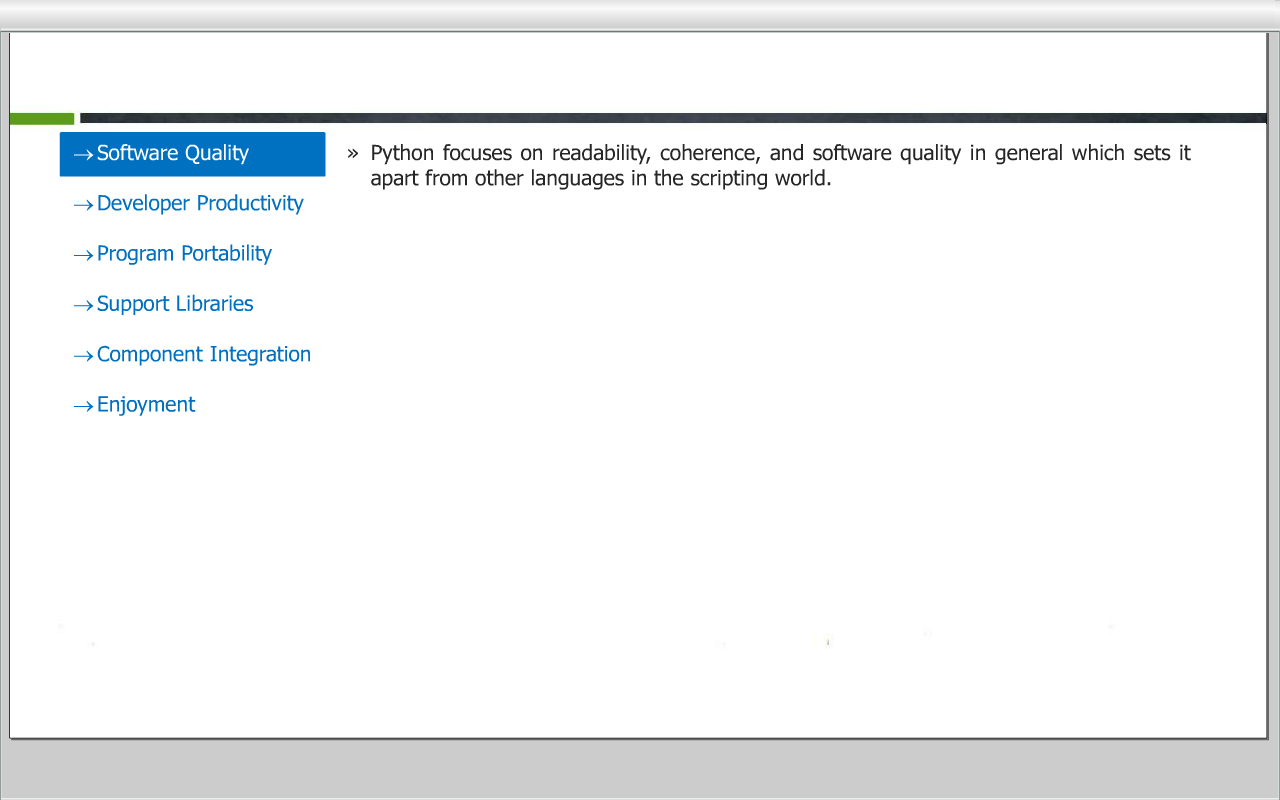 →Software Quality
→Developer Productivity
→Program Portability
→Support Libraries
→Component Integration
→Enjoyment
» Python focuses on readability, coherence, and software quality in general which sets it
apart from other languages in the scripting world.